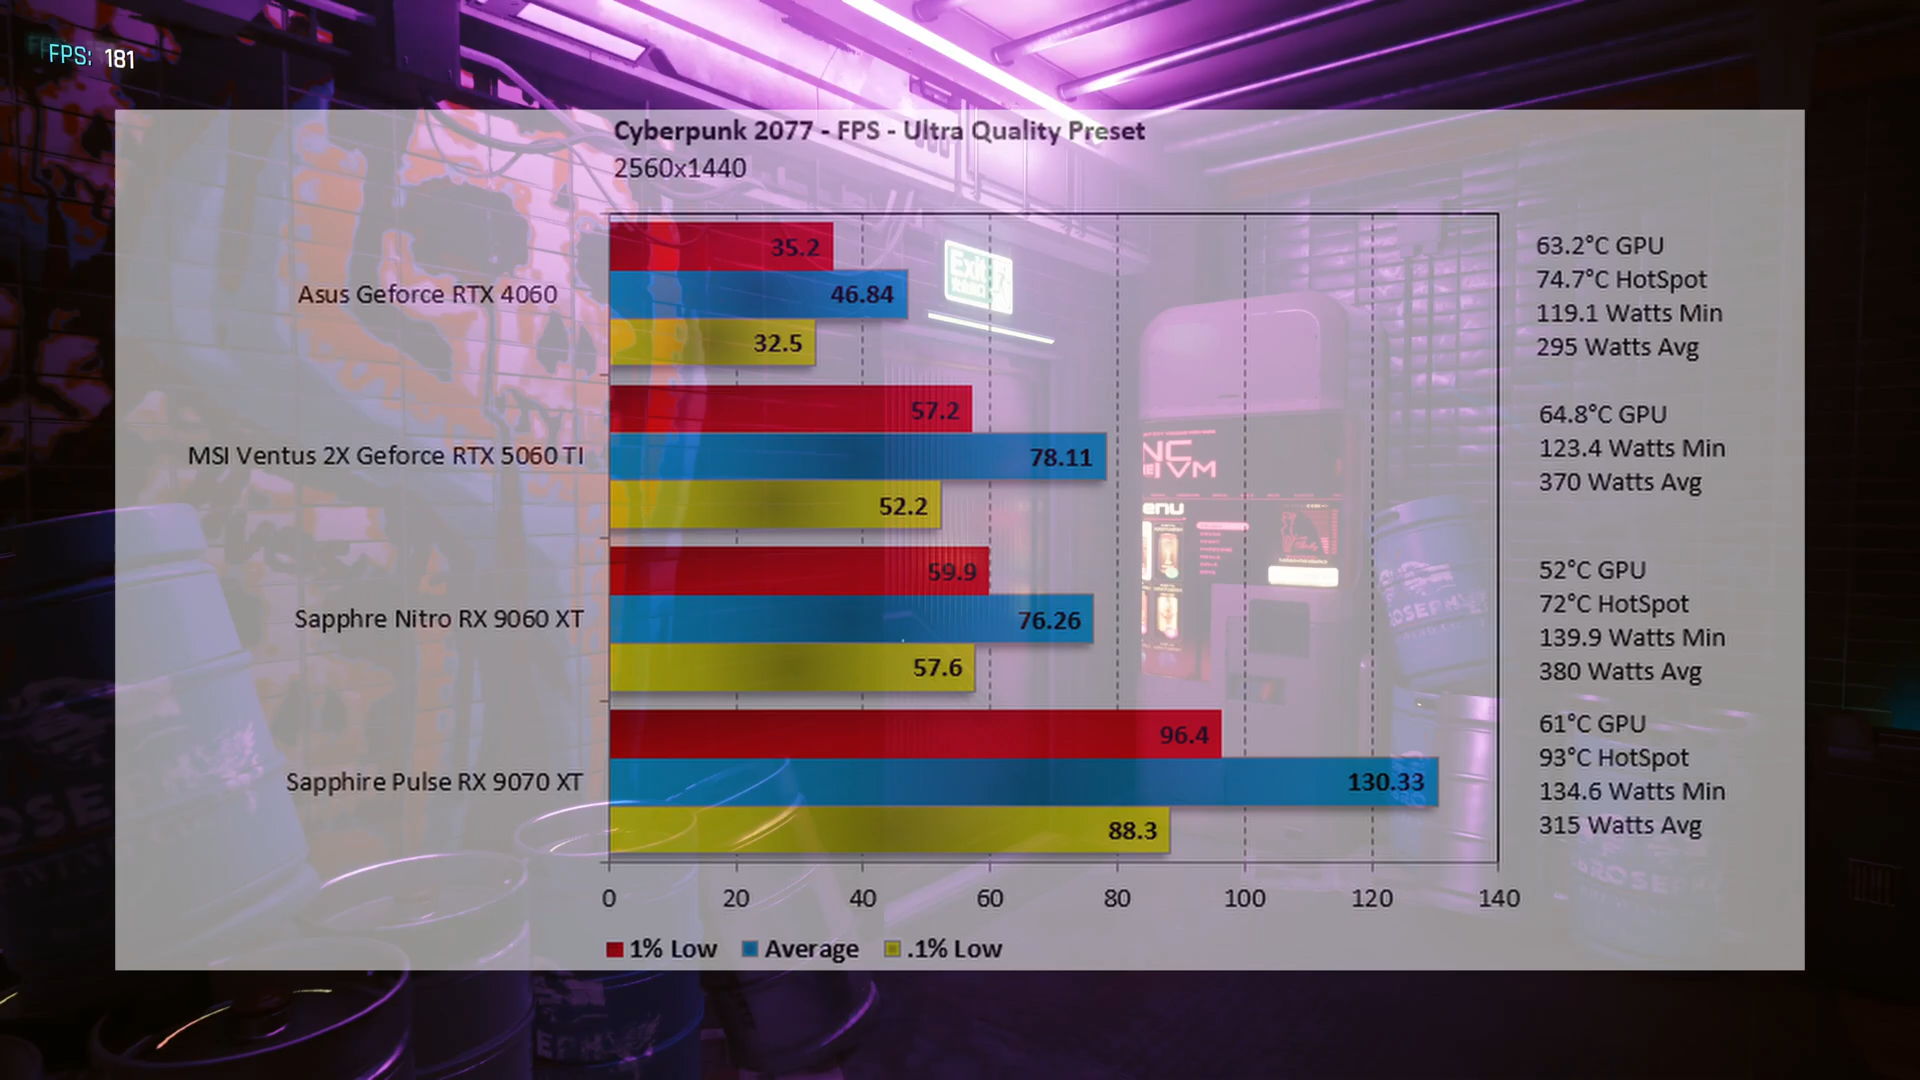 FPS: 181
Cyberpunk 2077 - FPS - Ultra Quality Preset
2560x1440
Asus Geforce RTX 4060
35.2
46.84
32.5
63.2°C GPU
74.7°C HotSpot
119.1 Watts Min
295 Watts Avg
MSI Ventus 2X Geforce RTX 5060 TI
57.2
78.11
52.2
64.8°C GPU
123.4 Watts Min
370 Watts Avg
Sapphre Nitro RX 9060 XT
59.9
76.26
57.6
52°C GPU
72°C HotSpot
139.9 Watts Min
380 Watts Avg
Sapphire Pulse RX 9070 XT
96.4
130.33
88.3
61°C GPU
93°C HotSpot
134.6 Watts Min
315 Watts Avg
0 20 40 60 80 100 120 140
1% Low Average .1% Low
Exit
enu